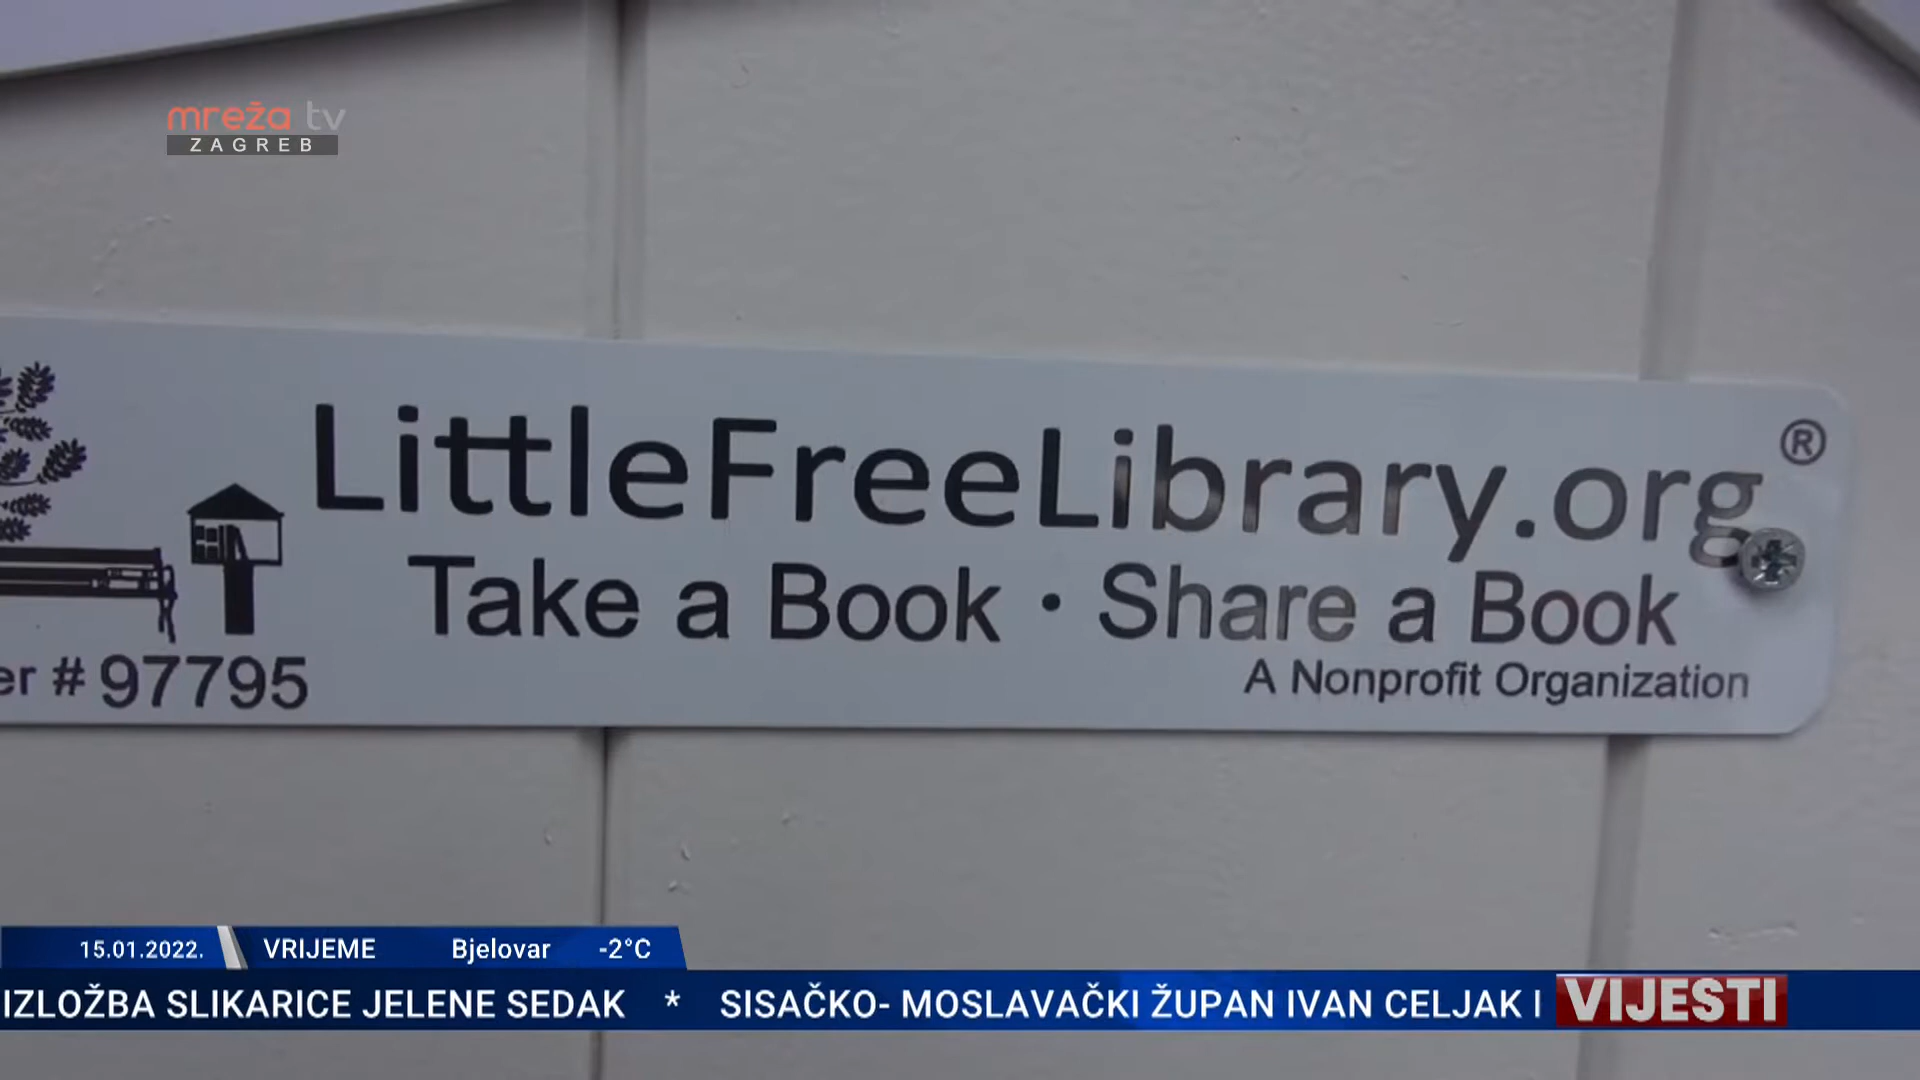 mreža tv
ZAGREB
LittleFreeLibrary.org®
Take a Book • Share a Book
A Nonprofit Organization
# 97795
15.01.2022. VRIJEME Bjelovar -2°C
IZLOŽBA SLIKARICE JELENE SEDAK * SISAČKO- MOSLAVAČKI ŽUPAN IVAN CELJAK I
VIJESTI